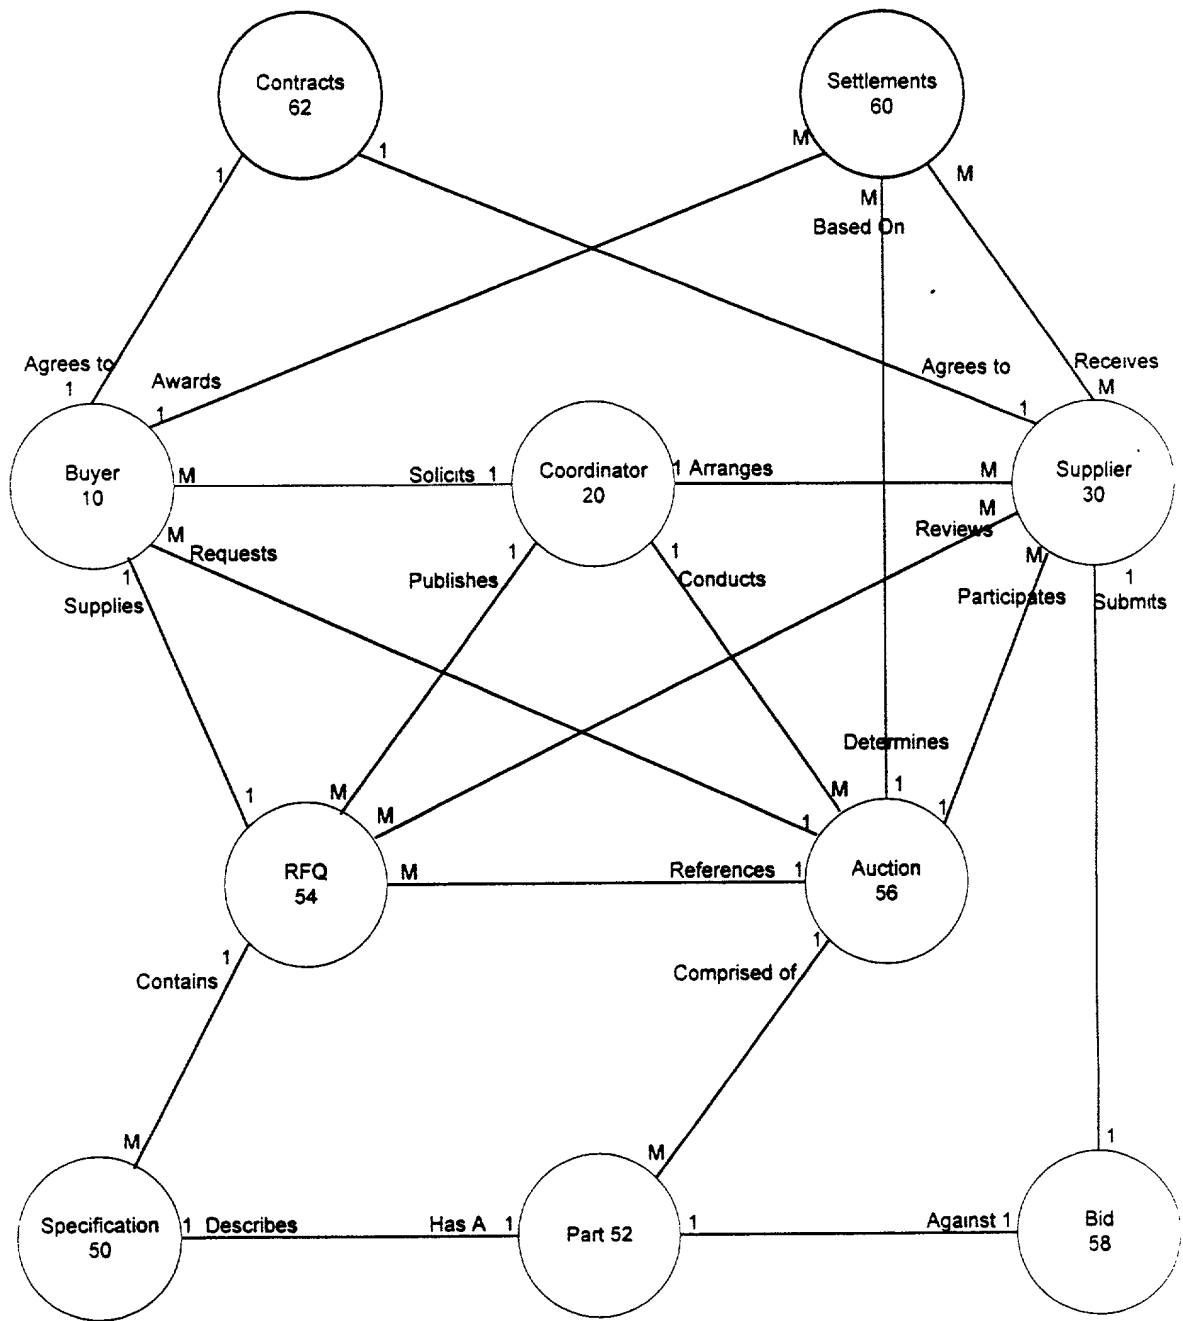 Contracts
62
Settlements
60
1
1
M
M
M
Based On
Agrees to
1
Awards
1
Agrees to
1
Receives
M
Buyer
10
M
Solicits 1
Coordinator
20
1 Arranges
M
Supplier
30
M
Requests
1
Supplies
1
Publishes
1
Conducts
M
Reviews
M
Participates
1
Submits
Determines
1
M
M
M
1
1
1
RFQ
54
M
References 1
Auction
56
1
Contains
1
Comprised of
M
M
1
Specification
50
1 Describes
Has A 1
Part 52
1
Against 1
Bid
58